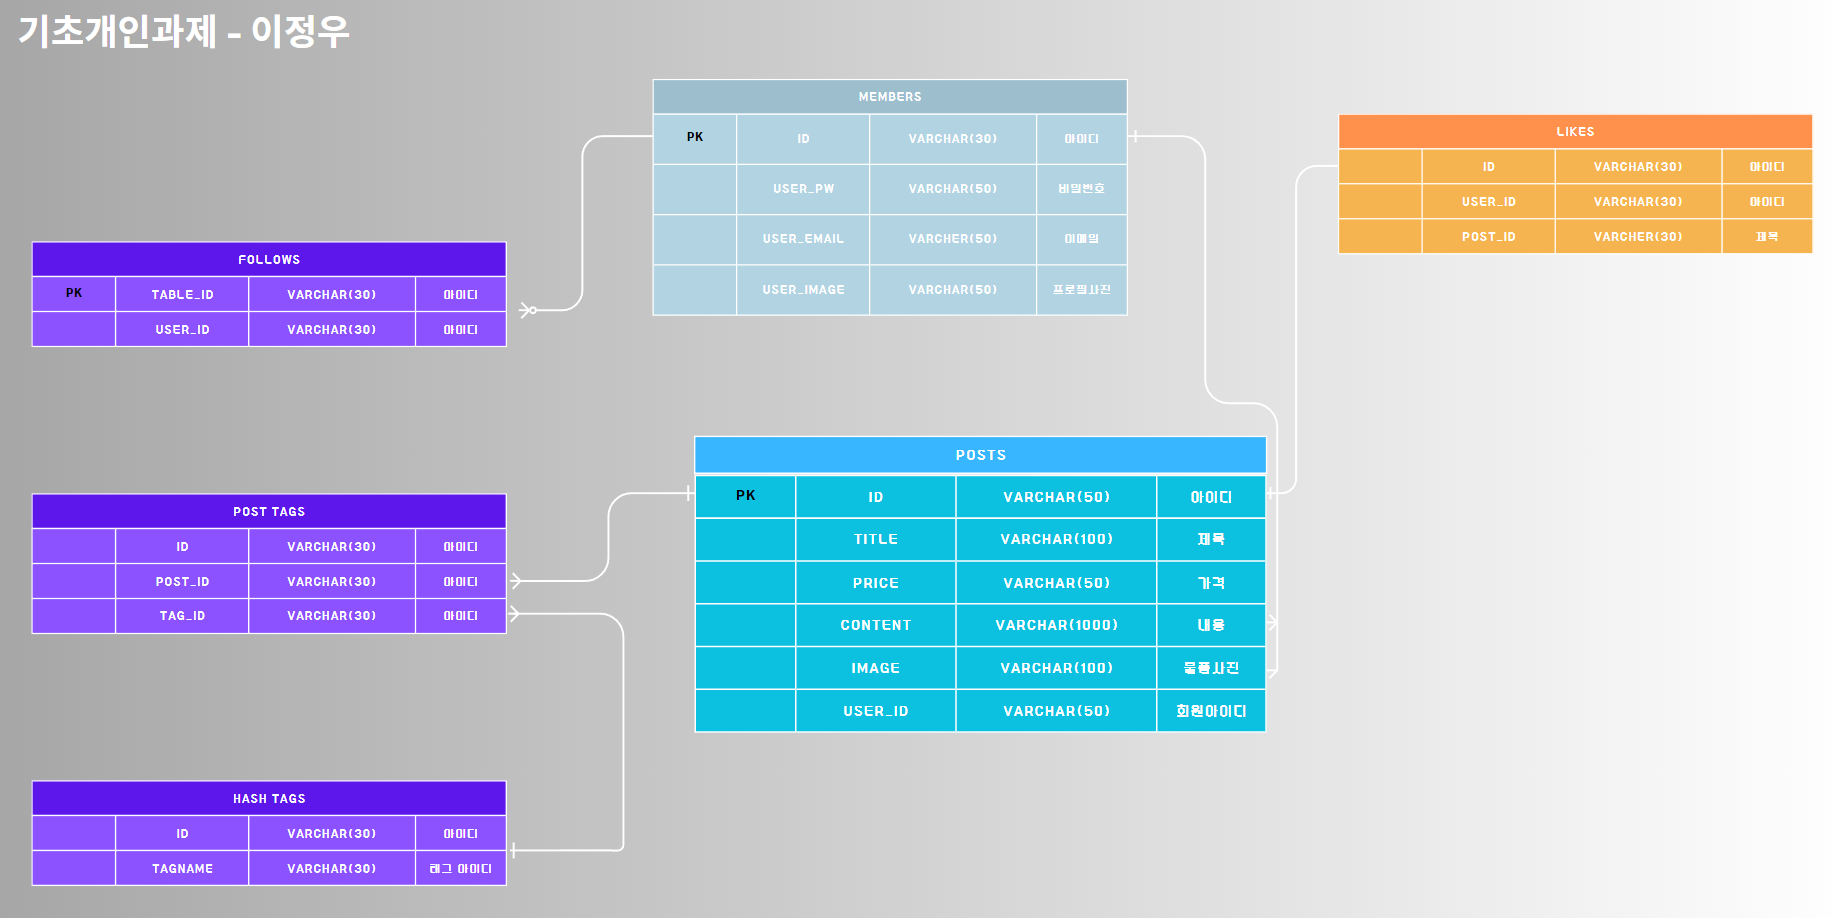 기초개인과제 - 이정우
MEMBERS
PK ID VARCHAR(30) 아이디
USER_PW VARCHAR(50) 비밀번호
USER_EMAIL VARCHER(50) 이메일
USER_IMAGE VARCHAR(50) 프로필사진
LIKES
ID VARCHAR(30) 아이디
USER_ID VARCHAR(30) 아이디
POST_ID VARCHER(30) 제목
FOLLOWS
PK TABLE_ID VARCHAR(30) 아이디
USER_ID VARCHAR(30) 아이디
POSTS
PK ID VARCHAR(50) 아이디
TITLE VARCHAR(100) 제목
PRICE VARCHAR(50) 가격
CONTENT VARCHAR(1000) 내용
IMAGE VARCHAR(100) 물품사진
USER_ID VARCHAR(50) 회원아이디
POST TAGS
ID VARCHAR(30) 아이디
POST_ID VARCHAR(30) 아이디
TAG_ID VARCHAR(30) 아이디
HASH TAGS
ID VARCHAR(30) 아이디
TAGNAME VARCHAR(30) 태그 아이디